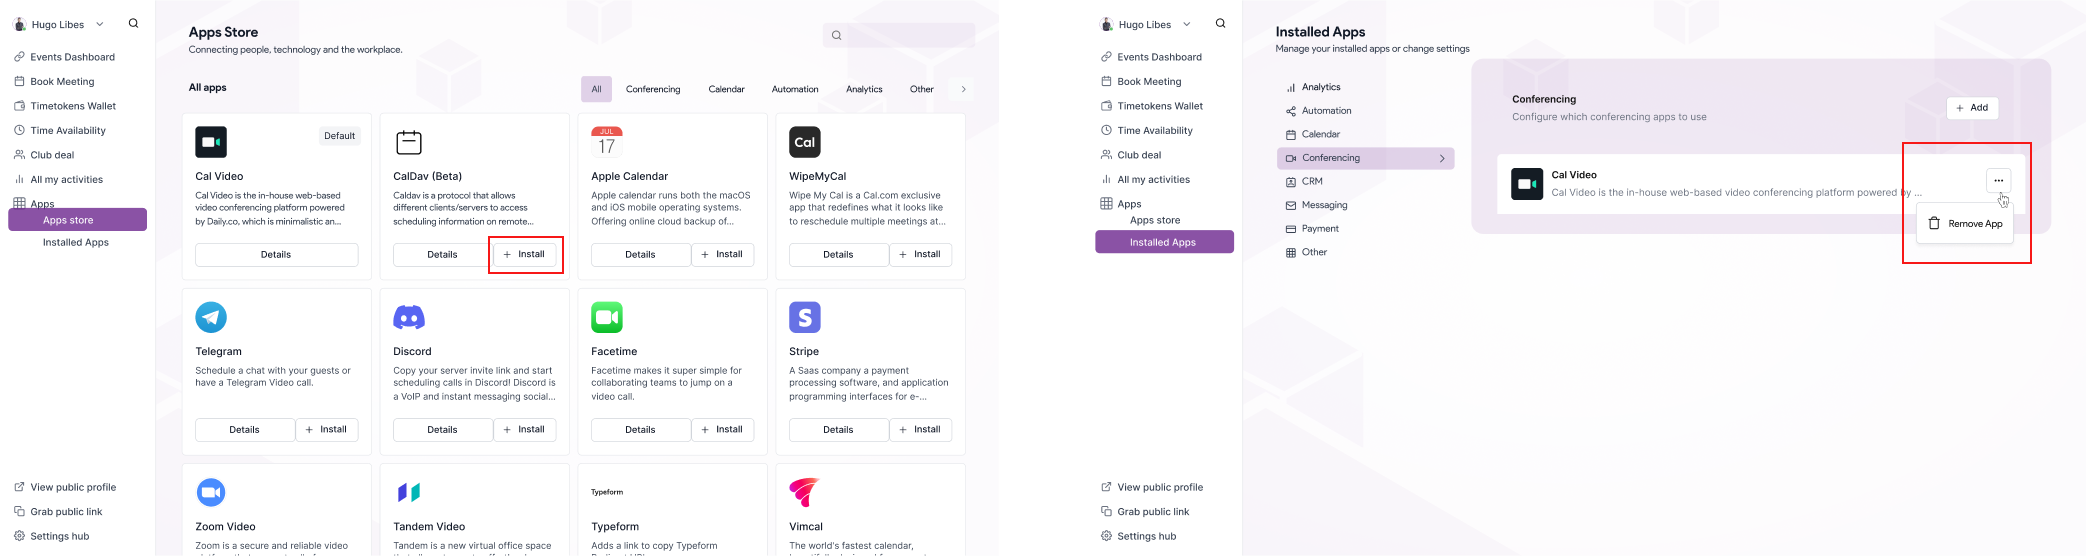 Hugo Libes
Events Dashboard
Book Meeting
Timetokens Wallet
Time Availability
Club deal
All my activities
Apps
Apps store
Installed Apps
View public profile
Grab public link
Settings hub
Apps Store
Connecting people, technology and the workplace.
All apps
All
Conferencing
Calendar
Automation
Analytics
Other
Default
Cal Video
Cal Video is the in-house web-based
video conferencing platform powered
by Daily.co, which is minimalistic an...
Details
CalDav (Beta)
Caldav is a protocol that allows
different clients/servers to access
scheduling information on remote...
Details
+ Install
JUL
17
Apple Calendar
Apple calendar runs both the macOS
and iOS mobile operating systems.
Offering online cloud backup of...
Details
+ Install
Cal
WipeMyCal
Wipe My Cal is a Cal.com exclusive
app that redefines what it looks like
to reschedule multiple meetings at...
Details
+ Install
Telegram
Schedule a chat with your guests or
have a Telegram Video call.
Details
+ Install
Discord
Copy your server invite link and start
scheduling calls in Discord! Discord is
a VoIP and instant messaging social...
Details
+ Install
Facetime
Facetime makes it super simple for
collaborating teams to jump on a
video call.
Details
+ Install
S
Stripe
A Saas company a payment
processing software, and application
programming interfaces for e-...
Details
+ Install
Zoom Video
Zoom is a secure and reliable video
Tandem Video
Tandem is a new virtual office space
Typeform
Typeform
Adds a link to copy Typeform
Vimcal
The world's fastest calendar,
Hugo Libes
Events Dashboard
Book Meeting
Timetokens Wallet
Time Availability
Club deal
All my activities
Apps
Apps store
Installed Apps
View public profile
Grab public link
Settings hub
Installed Apps
Manage your installed apps or change settings
Analytics
Automation
Calendar
Conferencing
CRM
Messaging
Payment
Other
Conferencing
Configure which conferencing apps to use
+ Add
Cal Video
Cal Video is the in-house web-based video conferencing platform powered by ...
...
Remove App